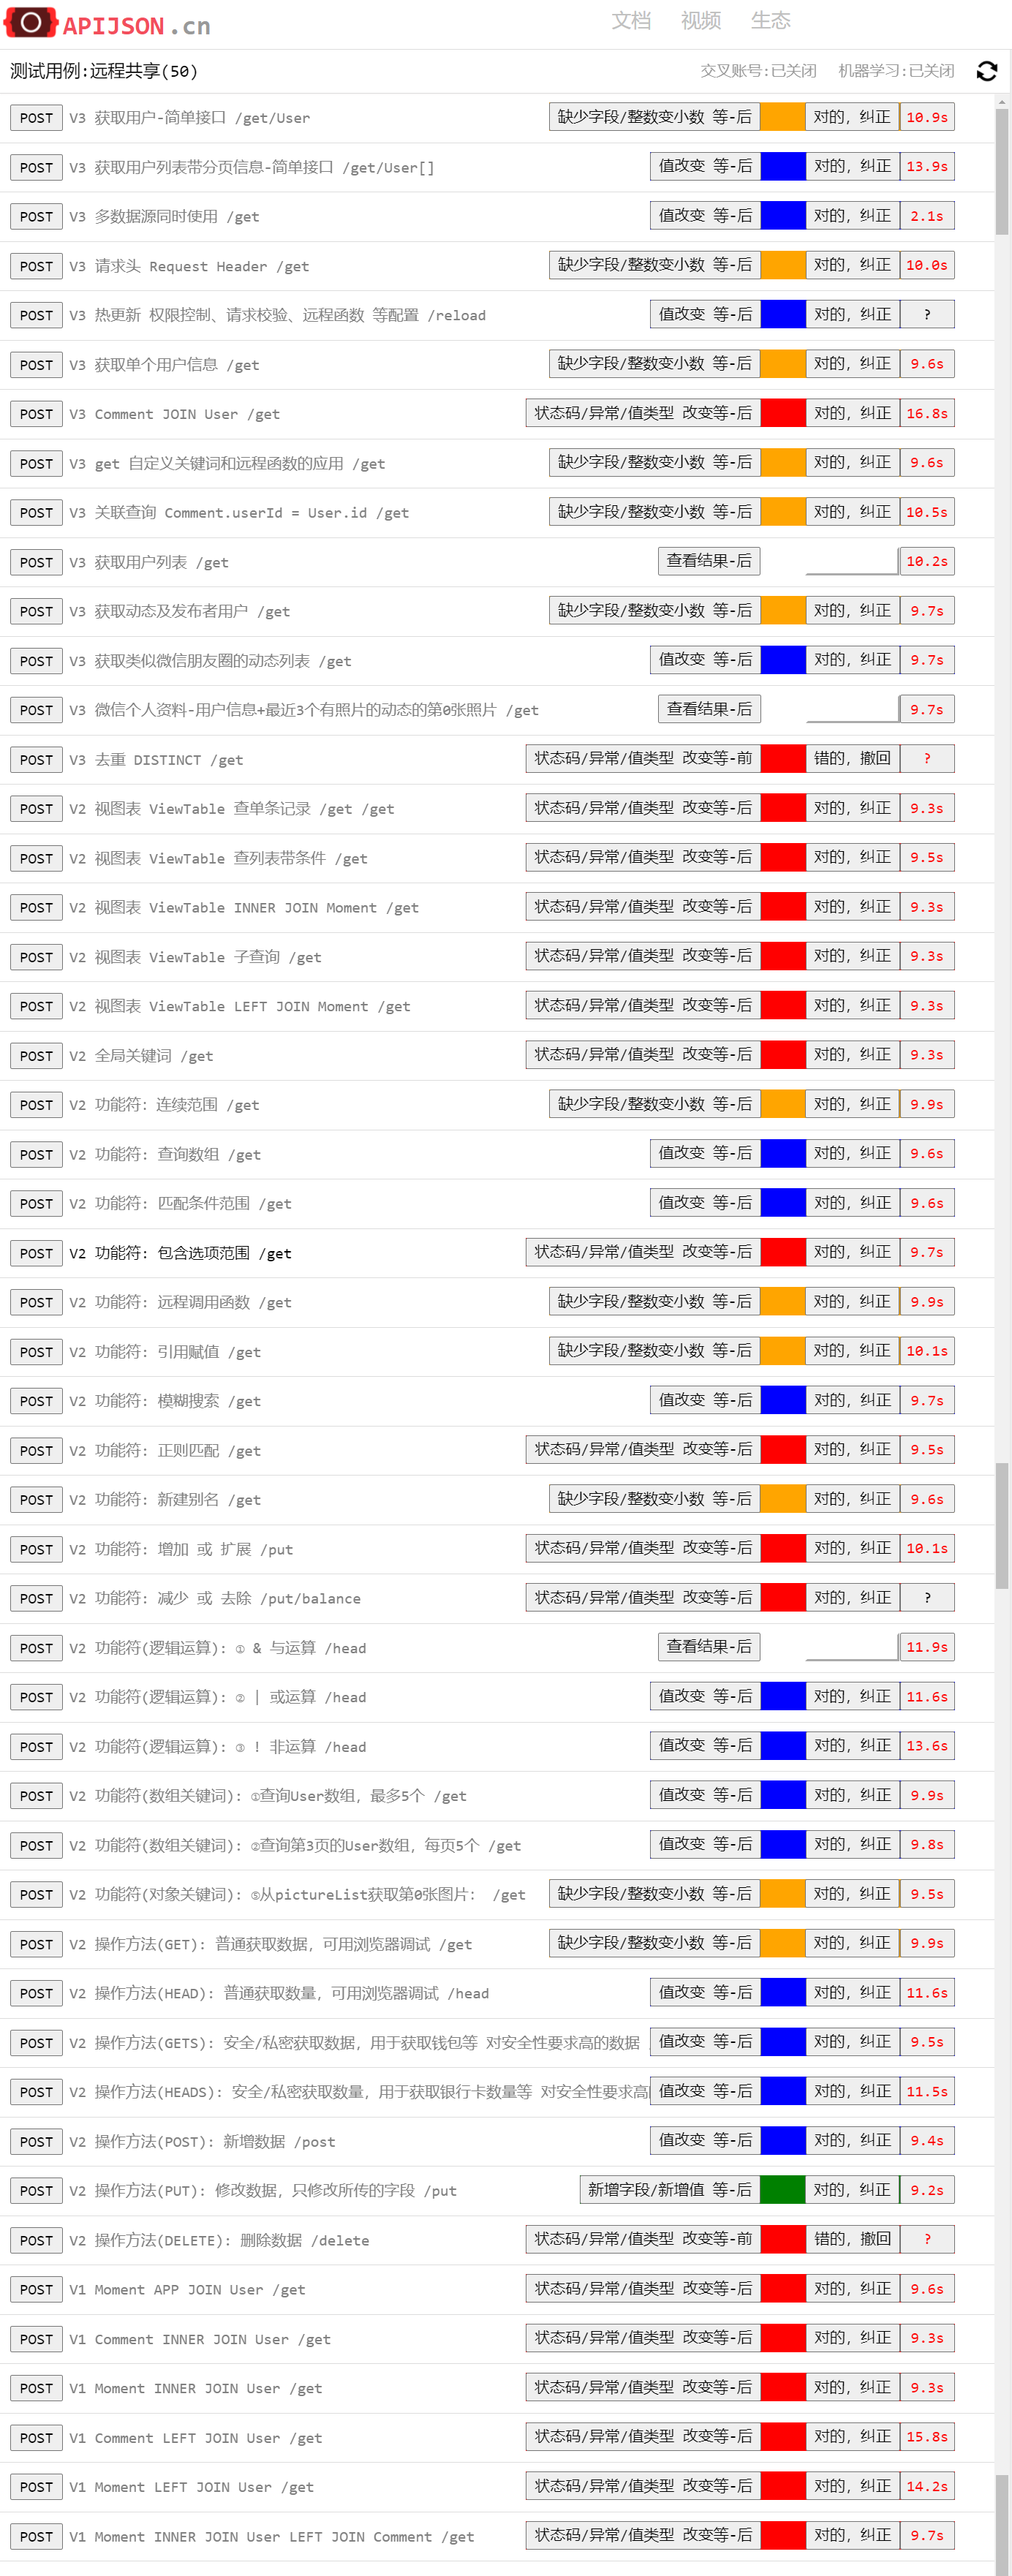 APIJSON.cn 文档 视频 生态
测试用例:远程共享(50) 交叉账号:已关闭 机器学习:已关闭
POST V3 获取用户-简单接口 /get/User 缺少字段/整数变小数 等-后 对的，纠正 10.9s
POST V3 获取用户列表带分页信息-简单接口 /get/User[] 值改变 等-后 对的，纠正 13.9s
POST V3 多数据源同时使用 /get 值改变 等-后 对的，纠正 2.1s
POST V3 请求头 Request Header /get 缺少字段/整数变小数 等-后 对的，纠正 10.0s
POST V3 热更新 权限控制、请求校验、远程函数 等配置 /reload 值改变 等-后 对的，纠正 ?
POST V3 获取单个用户信息 /get 缺少字段/整数变小数 等-后 对的，纠正 9.6s
POST V3 Comment JOIN User /get 状态码/异常/值类型 改变等-后 对的，纠正 16.8s
POST V3 get 自定义关键词和远程函数的应用 /get 缺少字段/整数变小数 等-后 对的，纠正 9.6s
POST V3 关联查询 Comment.userId = User.id /get 缺少字段/整数变小数 等-后 对的，纠正 10.5s
POST V3 获取用户列表 /get 查看结果-后 10.2s
POST V3 获取动态及发布者用户 /get 缺少字段/整数变小数 等-后 对的，纠正 9.7s
POST V3 获取类似微信朋友圈的动态列表 /get 值改变 等-后 对的，纠正 9.7s
POST V3 微信个人资料-用户信息+最近3个有照片的动态的第0张照片 /get 查看结果-后 9.7s
POST V3 去重 DISTINCT /get 状态码/异常/值类型 改变等-前 错的，撤回 ?
POST V2 视图表 ViewTable 查单条记录 /get /get 状态码/异常/值类型 改变等-后 对的，纠正 9.3s
POST V2 视图表 ViewTable 查列表带条件 /get 状态码/异常/值类型 改变等-后 对的，纠正 9.5s
POST V2 视图表 ViewTable INNER JOIN Moment /get 状态码/异常/值类型 改变等-后 对的，纠正 9.3s
POST V2 视图表 ViewTable 子查询 /get 状态码/异常/值类型 改变等-后 对的，纠正 9.3s
POST V2 视图表 ViewTable LEFT JOIN Moment /get 状态码/异常/值类型 改变等-后 对的，纠正 9.3s
POST V2 全局关键词 /get 状态码/异常/值类型 改变等-后 对的，纠正 9.3s
POST V2 功能符: 连续范围 /get 缺少字段/整数变小数 等-后 对的，纠正 9.9s
POST V2 功能符: 查询数组 /get 值改变 等-后 对的，纠正 9.6s
POST V2 功能符: 匹配条件范围 /get 值改变 等-后 对的，纠正 9.6s
POST V2 功能符: 包含选项范围 /get 状态码/异常/值类型 改变等-后 对的，纠正 9.7s
POST V2 功能符: 远程调用函数 /get 缺少字段/整数变小数 等-后 对的，纠正 9.9s
POST V2 功能符: 引用赋值 /get 缺少字段/整数变小数 等-后 对的，纠正 10.1s
POST V2 功能符: 模糊搜索 /get 值改变 等-后 对的，纠正 9.7s
POST V2 功能符: 正则匹配 /get 状态码/异常/值类型 改变等-后 对的，纠正 9.5s
POST V2 功能符: 新建别名 /get 缺少字段/整数变小数 等-后 对的，纠正 9.6s
POST V2 功能符: 增加 或 扩展 /put 状态码/异常/值类型 改变等-后 对的，纠正 10.1s
POST V2 功能符: 减少 或 去除 /put/balance 状态码/异常/值类型 改变等-后 对的，纠正 ?
POST V2 功能符(逻辑运算): ① & 与运算 /head 查看结果-后 11.9s
POST V2 功能符(逻辑运算): ② | 或运算 /head 值改变 等-后 对的，纠正 11.6s
POST V2 功能符(逻辑运算): ③ ! 非运算 /head 值改变 等-后 对的，纠正 13.6s
POST V2 功能符(数组关键词): ①查询User数组，最多5个 /get 值改变 等-后 对的，纠正 9.9s
POST V2 功能符(数组关键词): ②查询第3页的User数组，每页5个 /get 值改变 等-后 对的，纠正 9.8s
POST V2 功能符(对象关键词): ⑤从pictureList获取第0张图片： /get 缺少字段/整数变小数 等-后 对的，纠正 9.5s
POST V2 操作方法(GET): 普通获取数据，可用浏览器调试 /get 缺少字段/整数变小数 等-后 对的，纠正 9.9s
POST V2 操作方法(HEAD): 普通获取数量，可用浏览器调试 /head 值改变 等-后 对的，纠正 11.6s
POST V2 操作方法(GETS): 安全/私密获取数据，用于获取钱包等 对安全性要求高的数据 值改变 等-后 对的，纠正 9.5s
POST V2 操作方法(HEADS): 安全/私密获取数量，用于获取银行卡数量等 对安全性要求高 值改变 等-后 对的，纠正 11.5s
POST V2 操作方法(POST): 新增数据 /post 值改变 等-后 对的，纠正 9.4s
POST V2 操作方法(PUT): 修改数据，只修改所传的字段 /put 新增字段/新增值 等-后 对的，纠正 9.2s
POST V2 操作方法(DELETE): 删除数据 /delete 状态码/异常/值类型 改变等-前 错的，撤回 ?
POST V1 Moment APP JOIN User /get 状态码/异常/值类型 改变等-后 对的，纠正 9.6s
POST V1 Comment INNER JOIN User /get 状态码/异常/值类型 改变等-后 对的，纠正 9.3s
POST V1 Moment INNER JOIN User /get 状态码/异常/值类型 改变等-后 对的，纠正 9.3s
POST V1 Comment LEFT JOIN User /get 状态码/异常/值类型 改变等-后 对的，纠正 15.8s
POST V1 Moment LEFT JOIN User /get 状态码/异常/值类型 改变等-后 对的，纠正 14.2s
POST V1 Moment INNER JOIN User LEFT JOIN Comment /get 状态码/异常/值类型 改变等-后 对的，纠正 9.7s